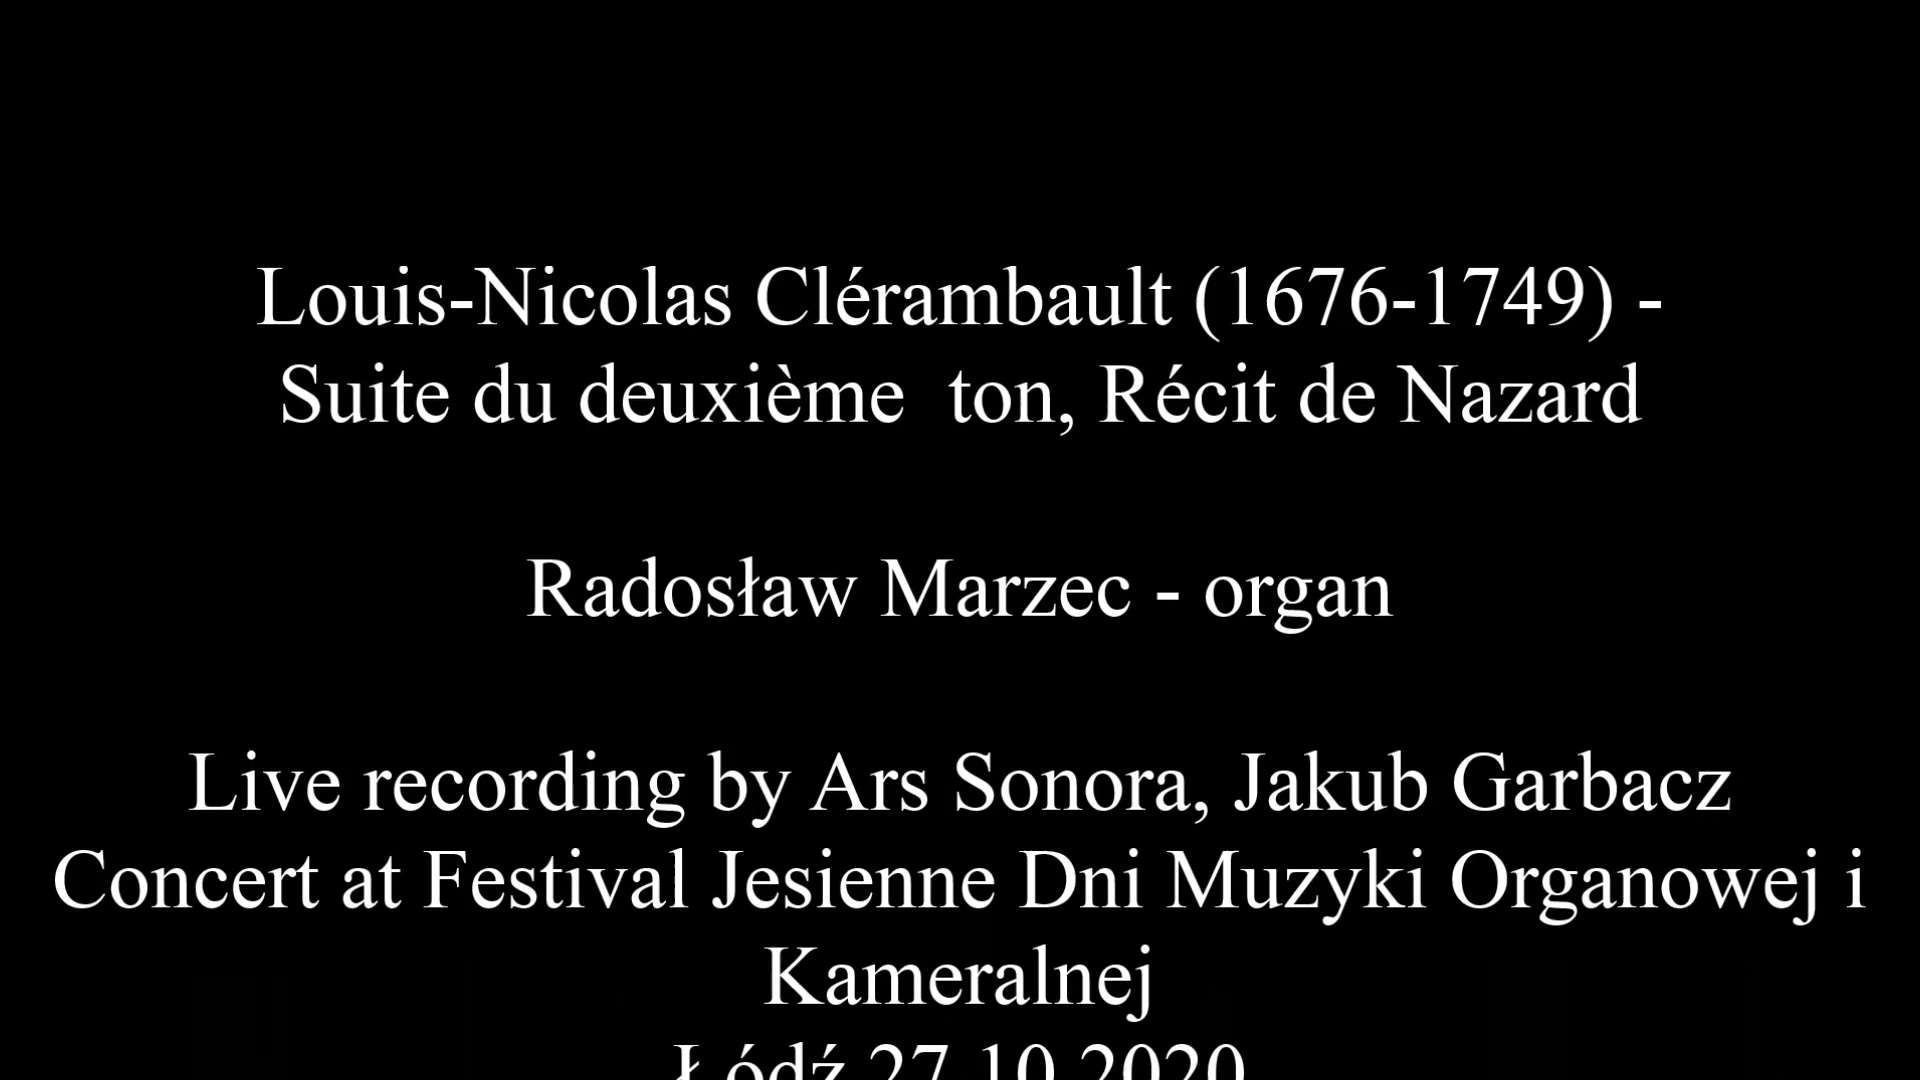 Louis-Nicolas Clérambault (1676-1749) -
Suite du deuxième  ton, Récit de Nazard
Radosław Marzec - organ
Live recording by Ars Sonora, Jakub Garbacz
Concert at Festival Jesienne Dni Muzyki Organowej i
Kameralnej
Łódź 27.10.2020